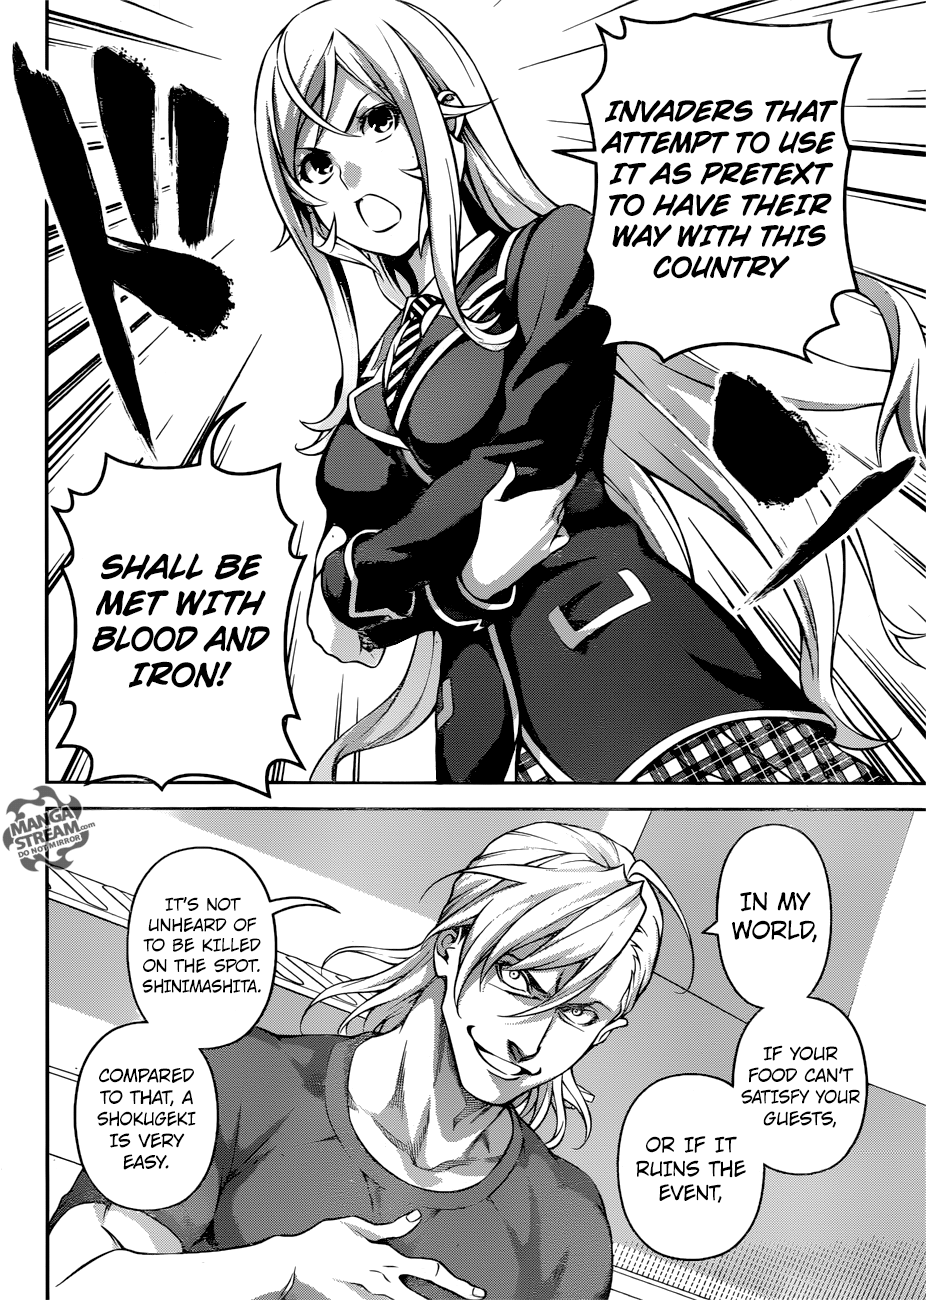 INVADERS THAT
ATTEMPT TO USE
IT AS PRETEXT
TO HAVE THEIR
WAY WITH THIS
COUNTRY
ド
ン
SHALL BE
MET WITH
BLOOD AND
IRON!
MANGA
STREAM.com
DO NOT MIRROR
IN MY
WORLD,
IF YOUR
FOOD CAN'T
SATISFY YOUR
GUESTS,
OR IF IT
RUINS THE
EVENT,
IT'S NOT
UNHEARD OF
TO BE KILLED
ON THE SPOT.
SHINIMASHITA.
COMPARED
TO THAT, A
SHOKUGEKI
IS VERY
EASY.